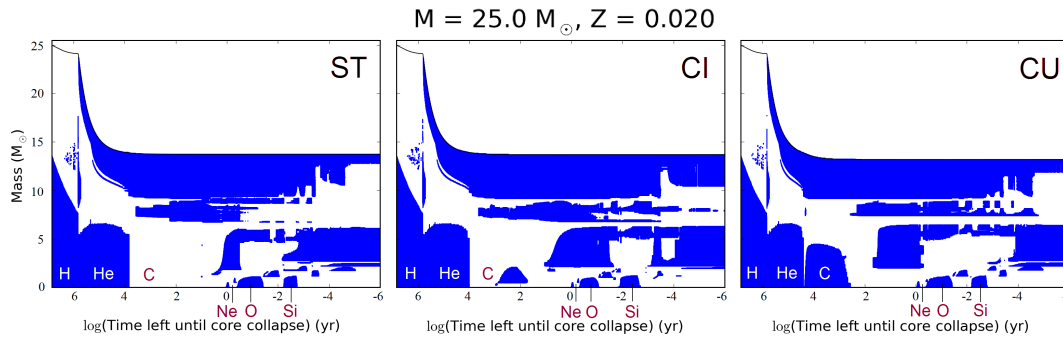 M = 25.0 M☉, Z = 0.020
ST CI CU
Mass (M☉)
25
20
15
10
5
0
H He C
H He C
H He C
6 4 2 0 -2 -4 -6
6 4 2 0 -2 -4 -6
6 4 2 0 -2 -4 -6
Ne O Si
Ne O Si
Ne O Si
log(Time left until core collapse) (yr)
log(Time left until core collapse) (yr)
log(Time left until core collapse) (yr)